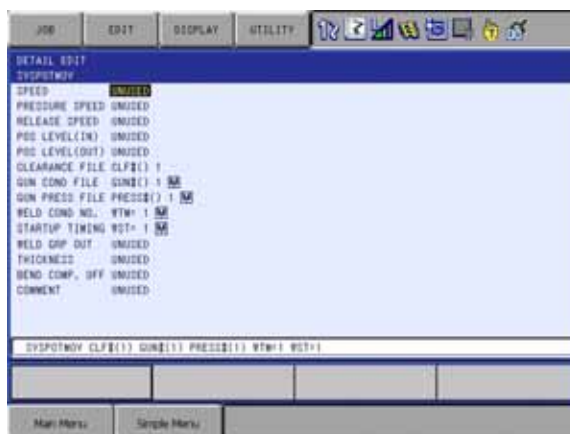 JOB EDIT DISPLAY UTILITY
DETAIL EDIT
SVSPOTMOV
SPEED UNUSED
PRESSURE SPEED UNUSED
RELEASE SPEED UNUSED
POS LEVEL(IN) UNUSED
POS LEVEL(OUT) UNUSED
CLEARANCE FILE CLF#() 1
GUN COND FILE GUN#() 1 M
GUN PRESS FILE PRESS#() 1 M
WELD COND NO. WTM= 1 M
STARTUP TIMING WST= 1 M
WELD GRP OUT UNUSED
THICKNESS UNUSED
BEND COMP. OFF UNUSED
COMMENT UNUSED
SVSPOTMOV CLF#(1) GUN#(1) PRESS#(1) WTM=1 WST=1
Main Menu Simple Menu